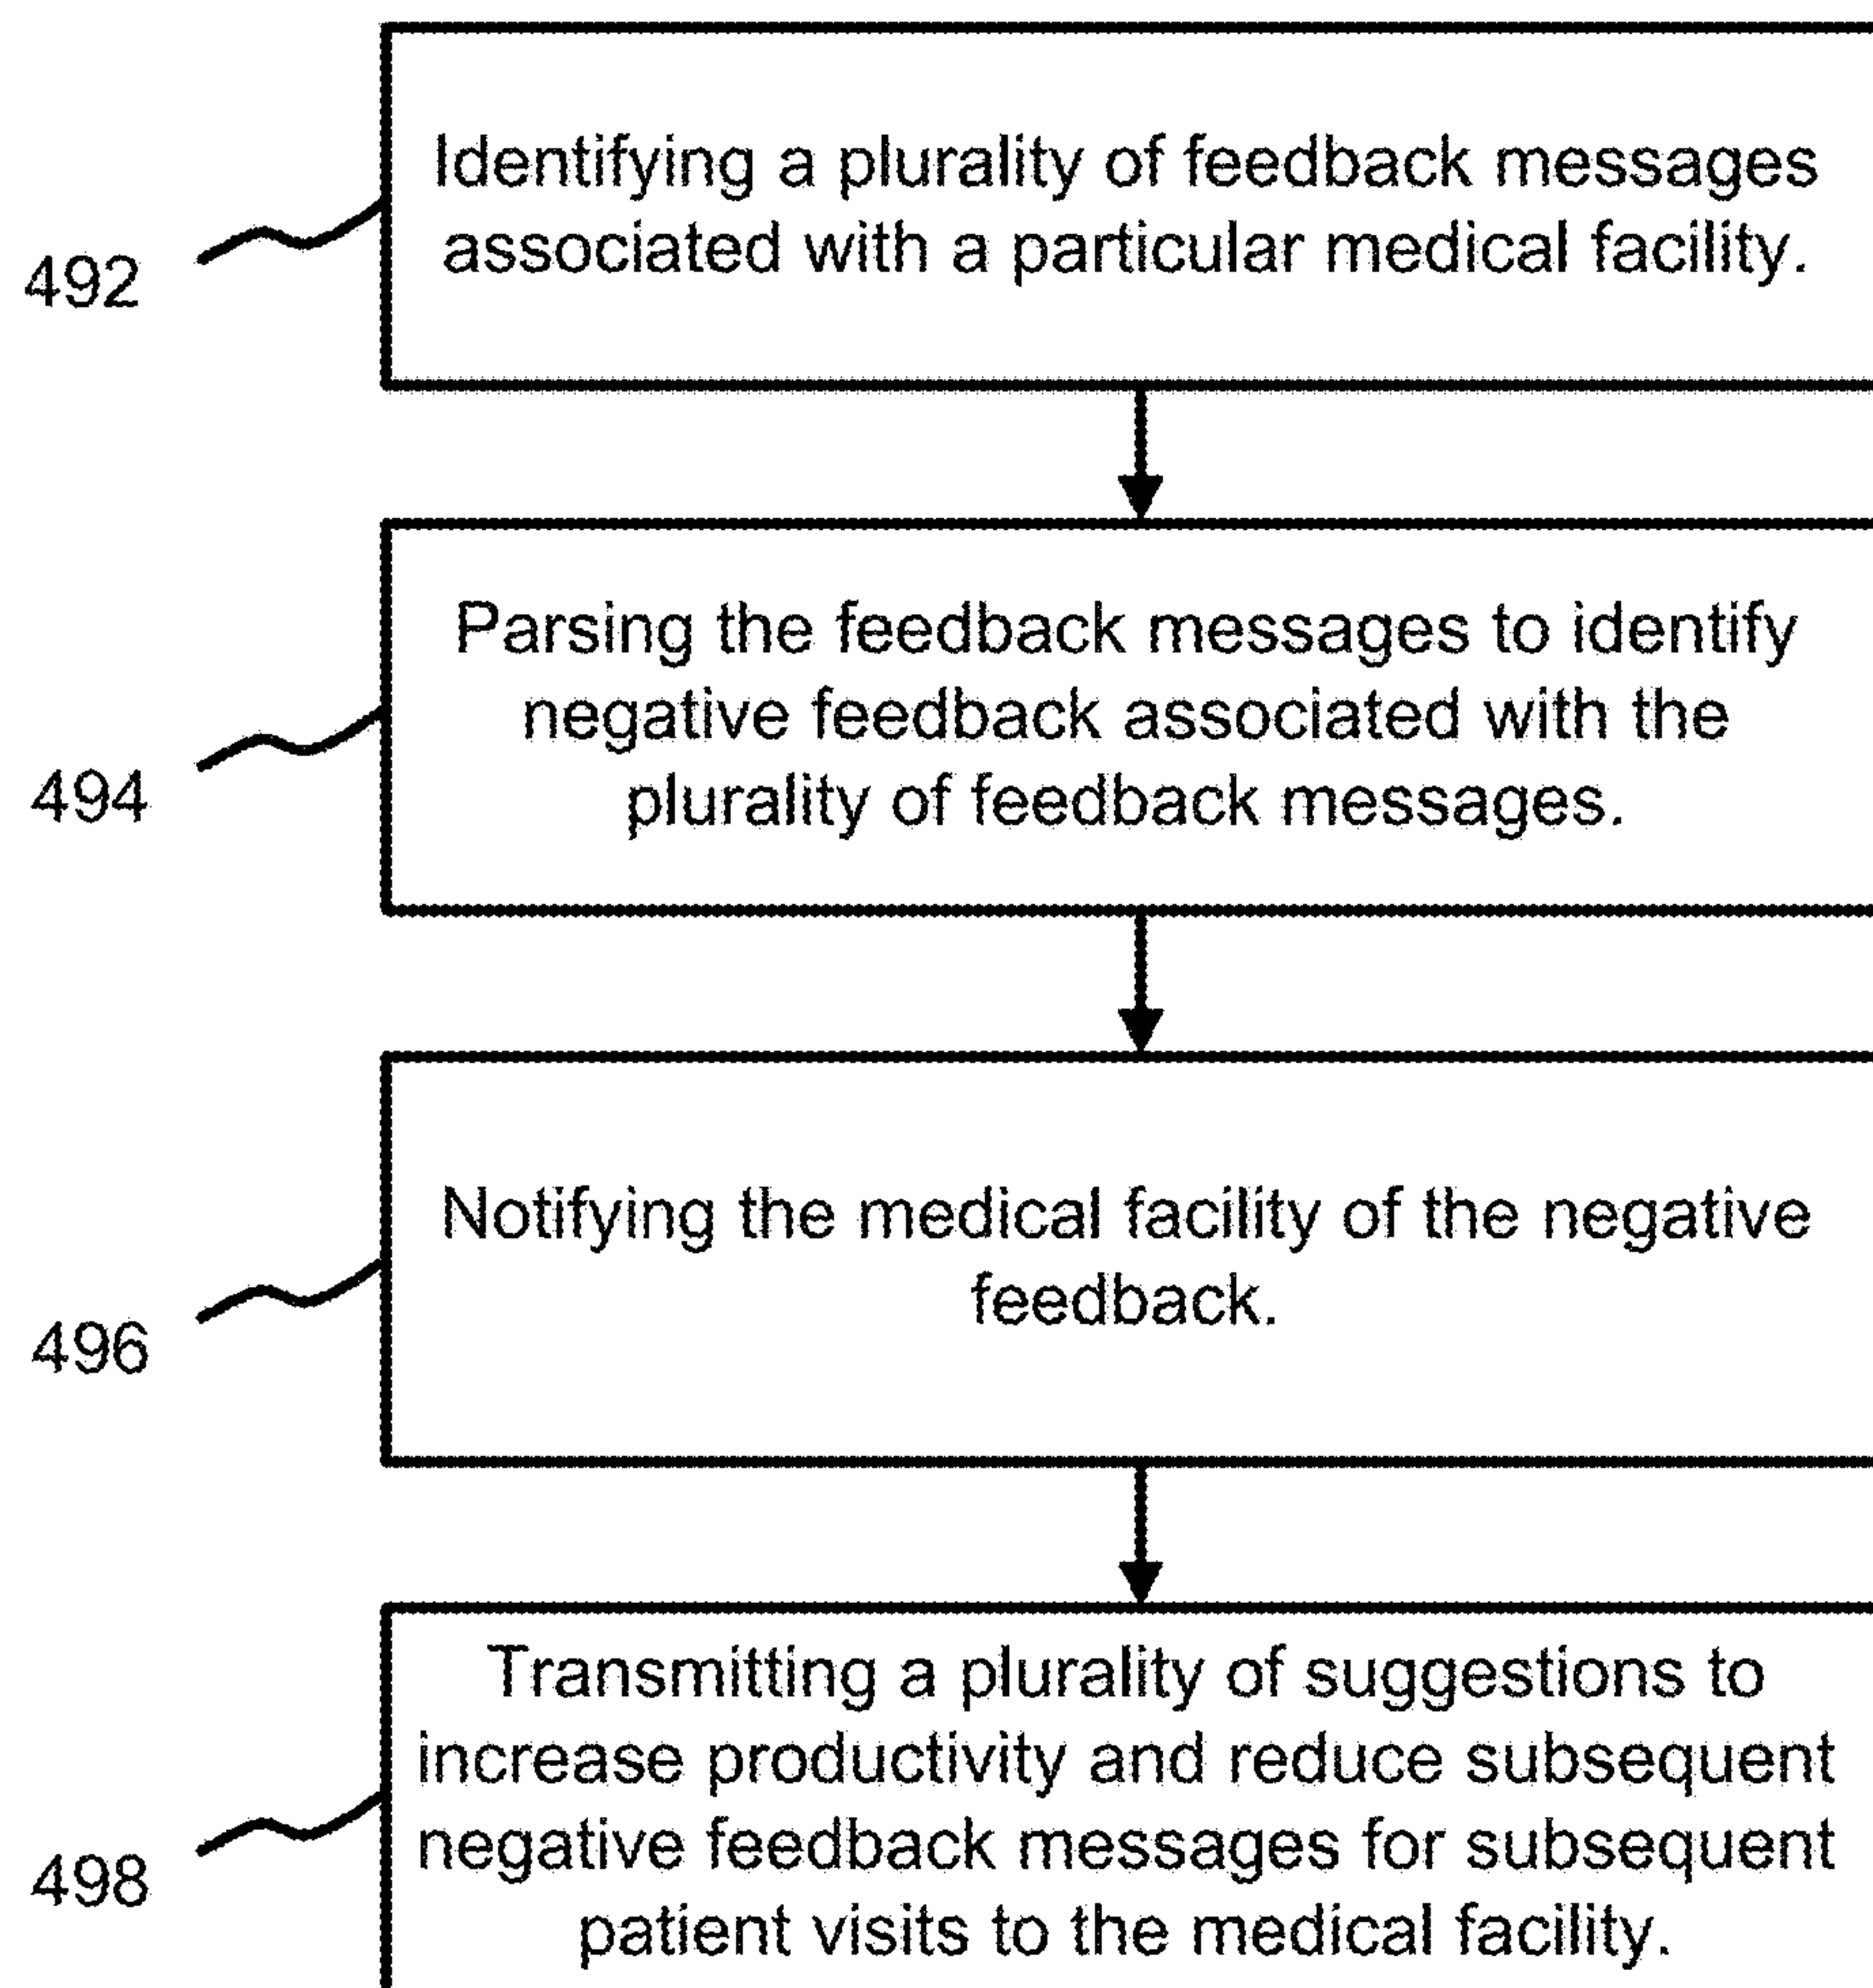 Identifying a plurality of feedback messages
associated with a particular medical facility.
492
Parsing the feedback messages to identify
negative feedback associated with the
plurality of feedback messages.
494
Notifying the medical facility of the negative
feedback.
496
Transmitting a plurality of suggestions to
increase productivity and reduce subsequent
negative feedback messages for subsequent
patient visits to the medical facility.
498